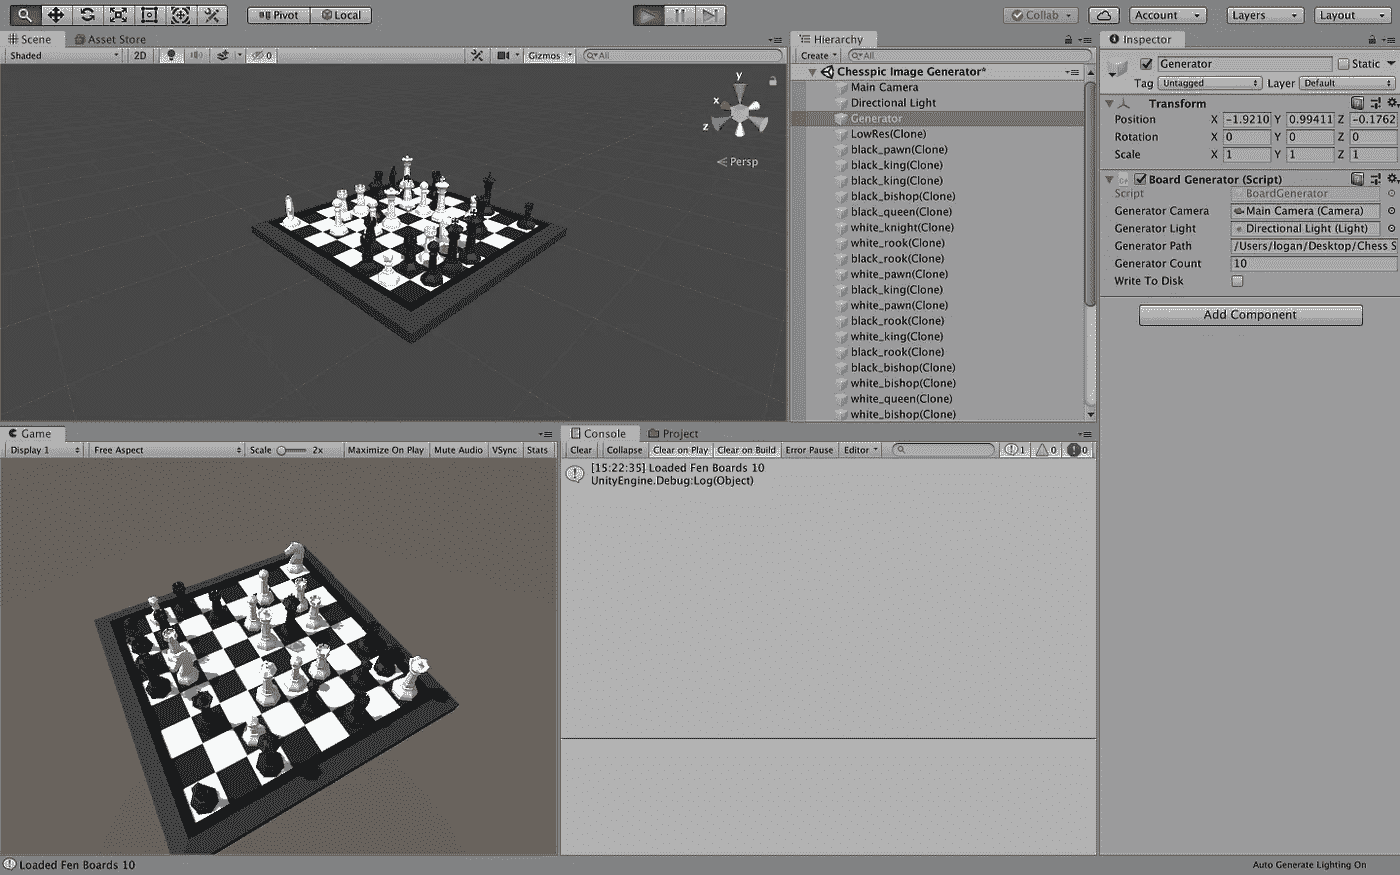 Pivot Local Collab Account Layers Layout
Scene Asset Store
Shaded 2D 0 Gizmos All
y
x
z
Persp
Hierarchy
Create All
Chesspic Image Generator*
Main Camera
Directional Light
Generator
LowRes(Clone)
black_pawn(Clone)
black_king(Clone)
black_king(Clone)
black_bishop(Clone)
black_queen(Clone)
white_knight(Clone)
white_rook(Clone)
black_rook(Clone)
white_pawn(Clone)
black_king(Clone)
white_pawn(Clone)
black_rook(Clone)
white_king(Clone)
black_rook(Clone)
black_bishop(Clone)
white_bishop(Clone)
white_queen(Clone)
white_bishop(Clone)
Inspector
Generator Static
Tag Untagged Layer Default
Transform
Position X -1.9210 Y 0.99411 Z -0.1762
Rotation X 0 Y 0 Z 0
Scale X 1 Y 1 Z 1
Board Generator (Script)
Script BoardGenerator
Generator Camera Main Camera (Camera)
Generator Light Directional Light (Light)
Generator Path /Users/logan/Desktop/Chess S
Generator Count 10
Write To Disk
Add Component
Game
Display 1 Free Aspect Scale 2x Maximize On Play Mute Audio VSync Stats
Console Project
Clear Collapse Clear on Play Clear on Build Error Pause Editor 1 0 0
[15:22:35] Loaded Fen Boards 10
UnityEngine.Debug:Log(Object)
Loaded Fen Boards 10
Auto Generate Lighting On